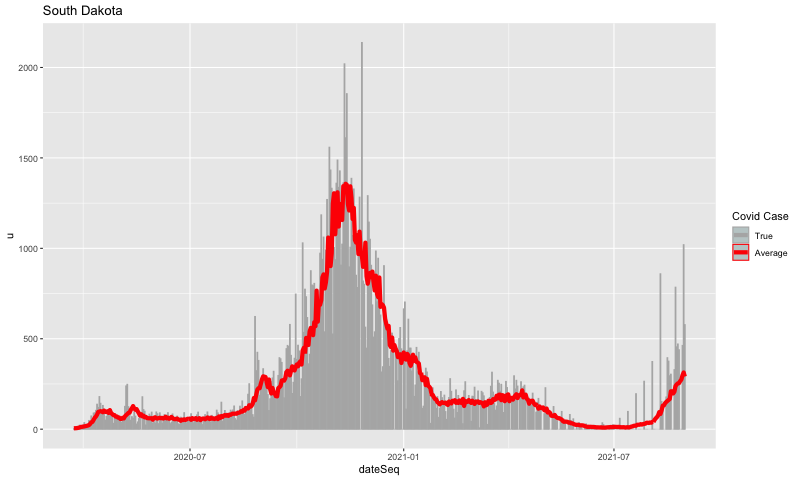 South Dakota
2000
1500
1000
500
0
u
2020-07
2021-01
2021-07
dateSeq
Covid Case
True
Average